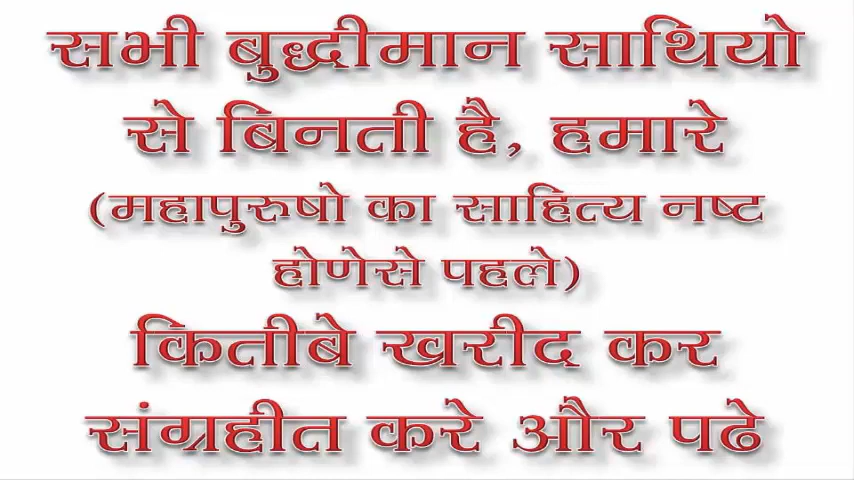 सभी बुद्धीमान साथियो
से बिनती है, हमारे
(महापुरुषो का साहित्य नष्ट
होणेसे पहले)
कितीबे खरीद कर
संग्रहीत करे और पढे